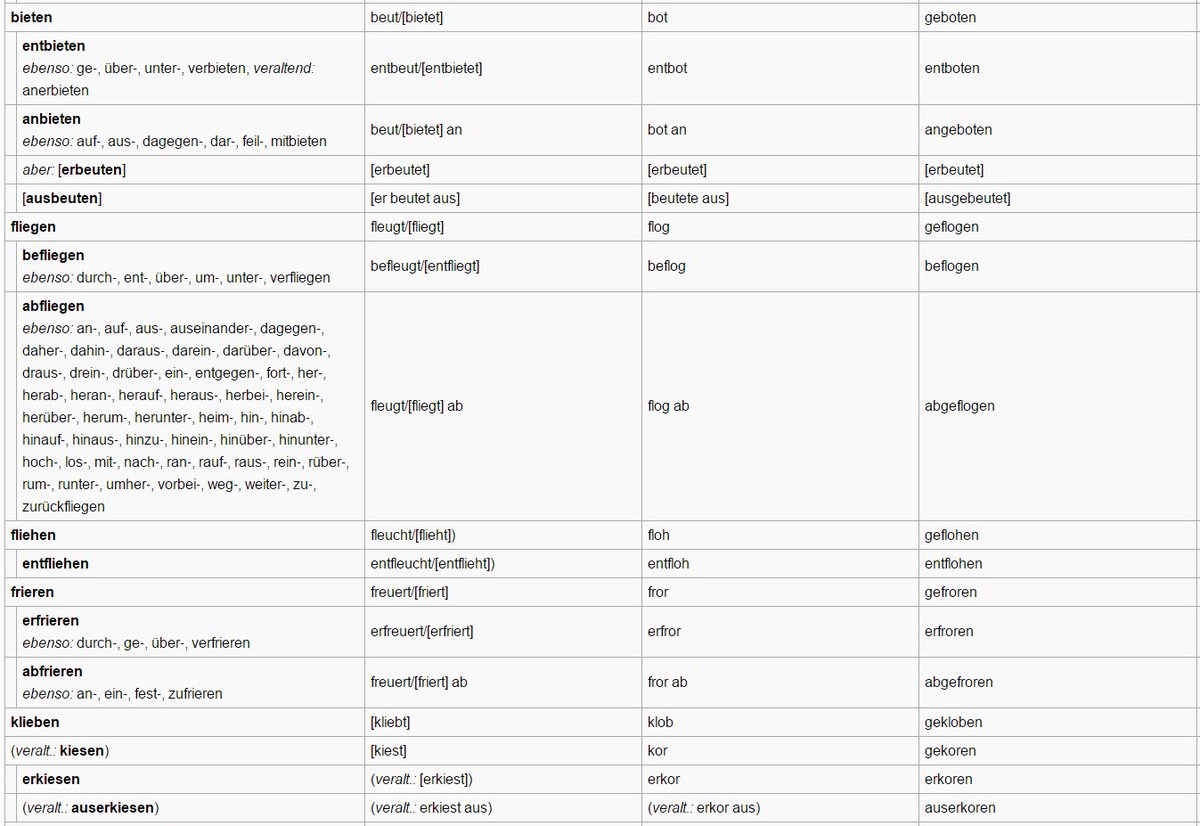 bieten beut/[bietet] bot geboten
entbieten
ebenso: ge-, über-, unter-, verbieten, veraltend:
anerbieten
entbeut/[entbietet] entbot entboten
anbieten
ebenso: auf-, aus-, dagegen-, dar-, feil-, mitbieten
beut/[bietet] an bot an angeboten
aber: [erbeuten] [erbeutet] [erbeutet] [erbeutet]
[ausbeuten] [er beutet aus] [beutete aus] [ausgebeutet]
fliegen fleugt/[fliegt] flog geflogen
befliegen
ebenso: durch-, ent-, über-, um-, unter-, verfliegen
befleugt/[entfliegt] beflog beflogen
abfliegen
ebenso: an-, auf-, aus-, auseinander-, dagegen-,
daher-, dahin-, daraus-, darein-, darüber-, davon-,
draus-, drein-, drüber-, ein-, entgegen-, fort-, her-,
herab-, heran-, herauf-, heraus-, herbei-, herein-,
herüber-, herum-, herunter-, heim-, hin-, hinab-,
hinauf-, hinaus-, hinzu-, hinein-, hinüber-, hinunter-,
hoch-, los-, mit-, nach-, ran-, rauf-, raus-, rein-, rüber-,
rum-, runter-, umher-, vorbei-, weg-, weiter-, zu-,
zurückfliegen
fleugt/[fliegt] ab flog ab abgeflogen
fliehen fleucht/[flieht]) floh geflohen
entfliehen entfleucht/[entflieht]) entfloh entflohen
frieren freuert/[friert] fror gefroren
erfrieren
ebenso: durch-, ge-, über-, verfrieren
erfreuert/[erfriert] erfror erfroren
abfrieren
ebenso: an-, ein-, fest-, zufrieren
freuert/[friert] ab fror ab abgefroren
klieben [kliebt] klob gekloben
(veralt.: kiesen) [kiest] kor gekoren
erkiesen (veralt.: [erkiest]) erkor erkoren
(veralt.: auserkiesen) (veralt.: erkiest aus) (veralt.: erkor aus) auserkoren